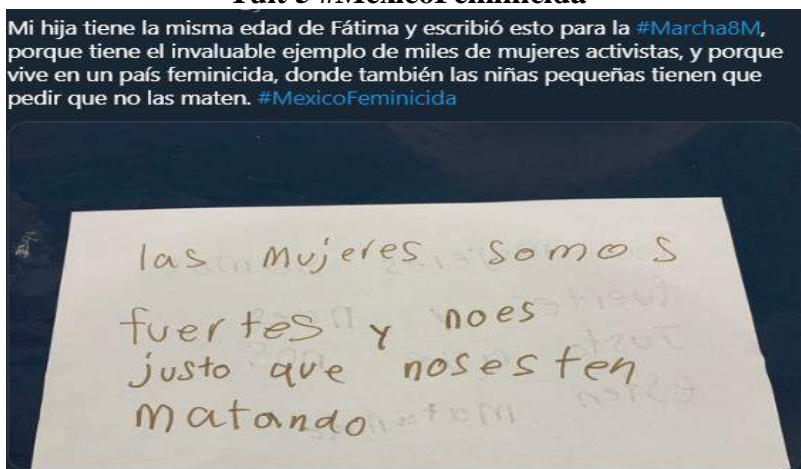 Tuit 5 #MexicoFeminicida
Mi hija tiene la misma edad de Fátima y escribió esto para la #Marcha8M,
porque tiene el invaluable ejemplo de miles de mujeres activistas, y porque
vive en un país feminicida, donde también las niñas pequeñas tienen que
pedir que no las maten. #MexicoFeminicida
las mujeres somos
fuertes y noes
justo que nosesten
matando